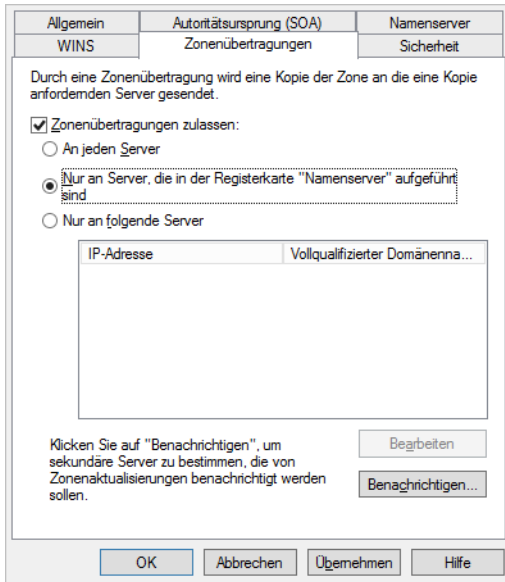 Allgemein
Autoritätsursprung (SOA)
Namenserver
WINS
Zonenübertragungen
Sicherheit
Durch eine Zonenübertragung wird eine Kopie der Zone an die eine Kopie
anfordernden Server gesendet.
Zonenübertragungen zulassen:
An jeden Server
Nur an Server, die in der Registerkarte "Namenserver" aufgeführt
sind
Nur an folgende Server
IP-Adresse
Vollqualifizierter Domänenna...
Klicken Sie auf "Benachrichtigen", um
sekundäre Server zu bestimmen, die von
Zonenaktualisierungen benachrichtigt werden
sollen.
Bearbeiten
Benachrichtigen...
OK
Abbrechen
Übernehmen
Hilfe